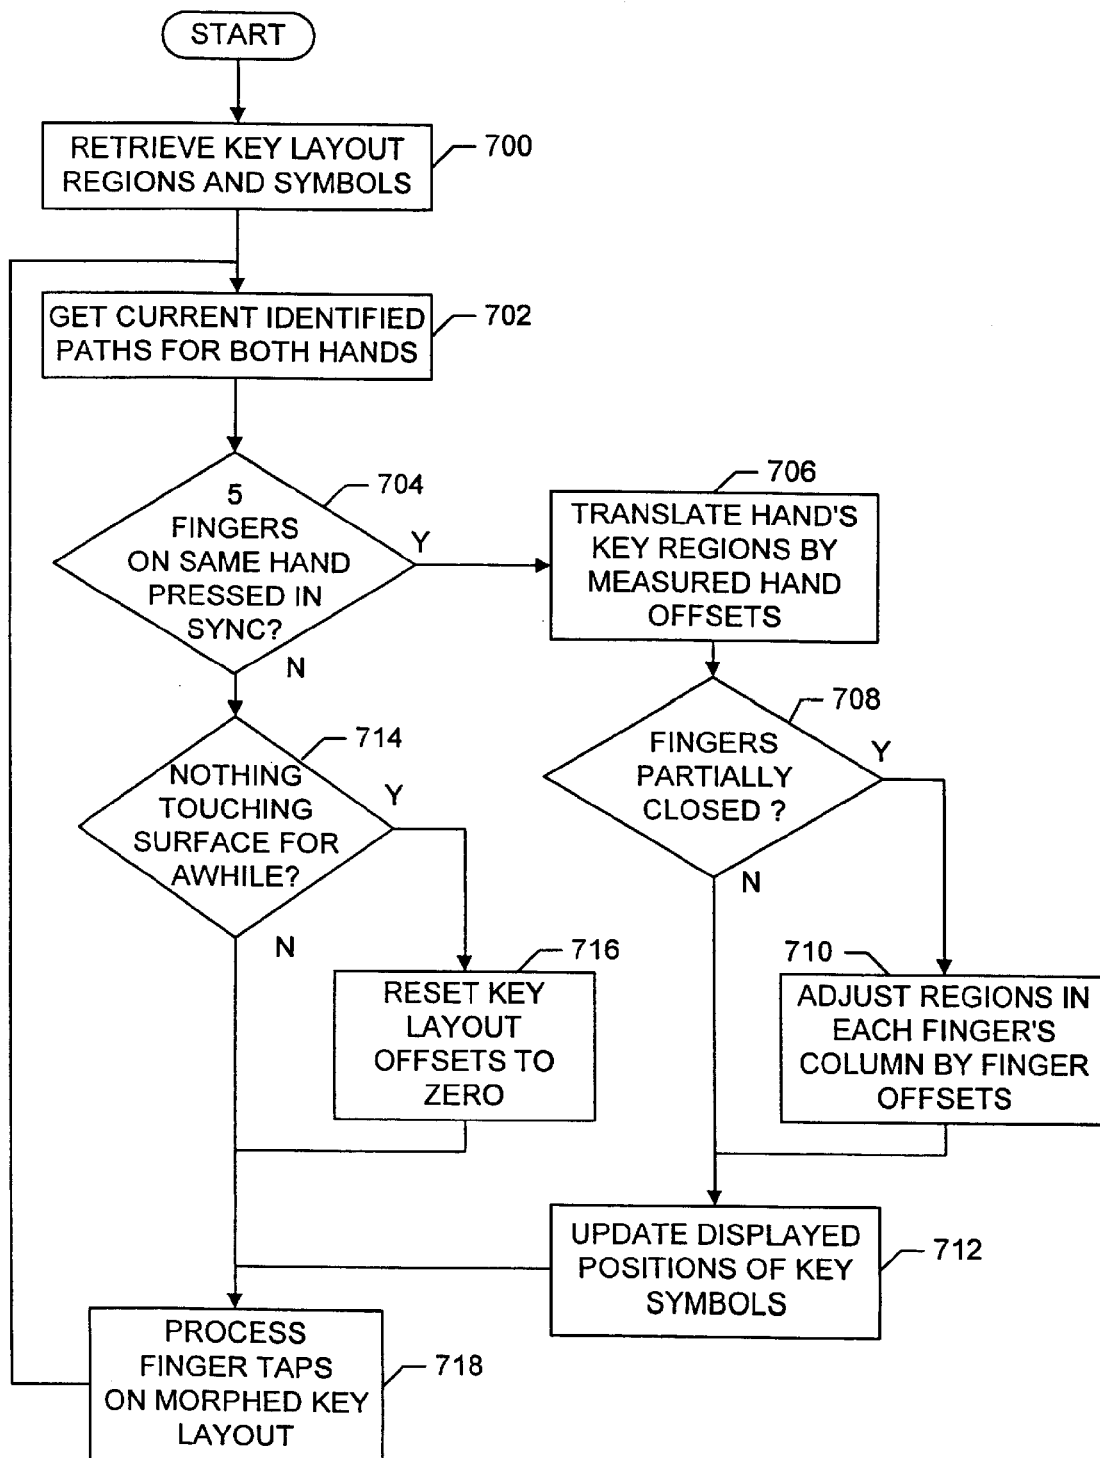 START
RETRIEVE KEY LAYOUT
REGIONS AND SYMBOLS
700
GET CURRENT IDENTIFIED
PATHS FOR BOTH HANDS
702
5
FINGERS
ON SAME HAND
PRESSED IN
SYNC?
704
Y
N
706
TRANSLATE HAND'S
KEY REGIONS BY
MEASURED HAND
OFFSETS
708
FINGERS
PARTIALLY
CLOSED ?
Y
N
714
NOTHING
TOUCHING
SURFACE FOR
AWHILE?
Y
N
716
RESET KEY
LAYOUT
OFFSETS TO
ZERO
710
ADJUST REGIONS IN
EACH FINGER'S
COLUMN BY FINGER
OFFSETS
UPDATE DISPLAYED
POSITIONS OF KEY
SYMBOLS
712
PROCESS
FINGER TAPS
ON MORPHED KEY
LAYOUT
718